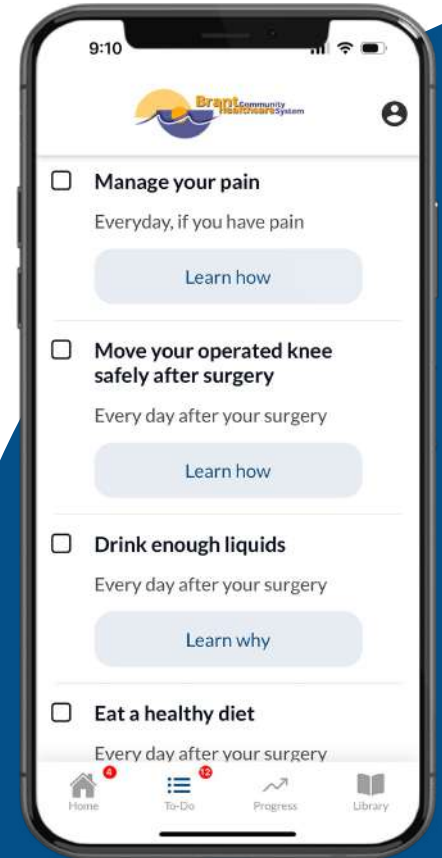 9:10
Brant Community
Healthcare System
Manage your pain
Everyday, if you have pain
Learn how
Move your operated knee
safely after surgery
Every day after your surgery
Learn how
Drink enough liquids
Every day after your surgery
Learn why
Eat a healthy diet
Every day after your surgery
4
12
Home
To-Do
Progress
Library